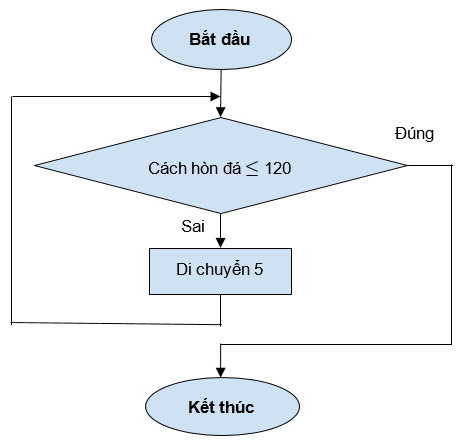 Bắt đầu
Đúng
Cách hòn đá ≤ 120
Sai
Di chuyển 5
Kết thúc